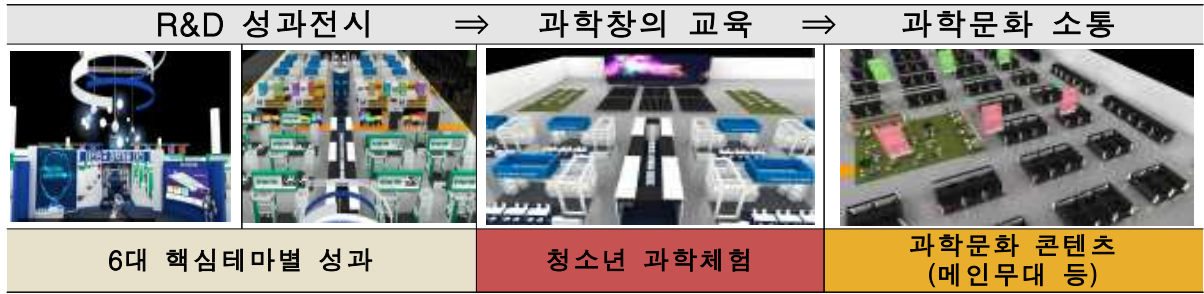 R&D 성과전시 ⇒ 과학창의 교육 ⇒ 과학문화 소통
6대 핵심테마별 성과
청소년 과학체험
과학문화 콘텐츠
(메인무대 등)